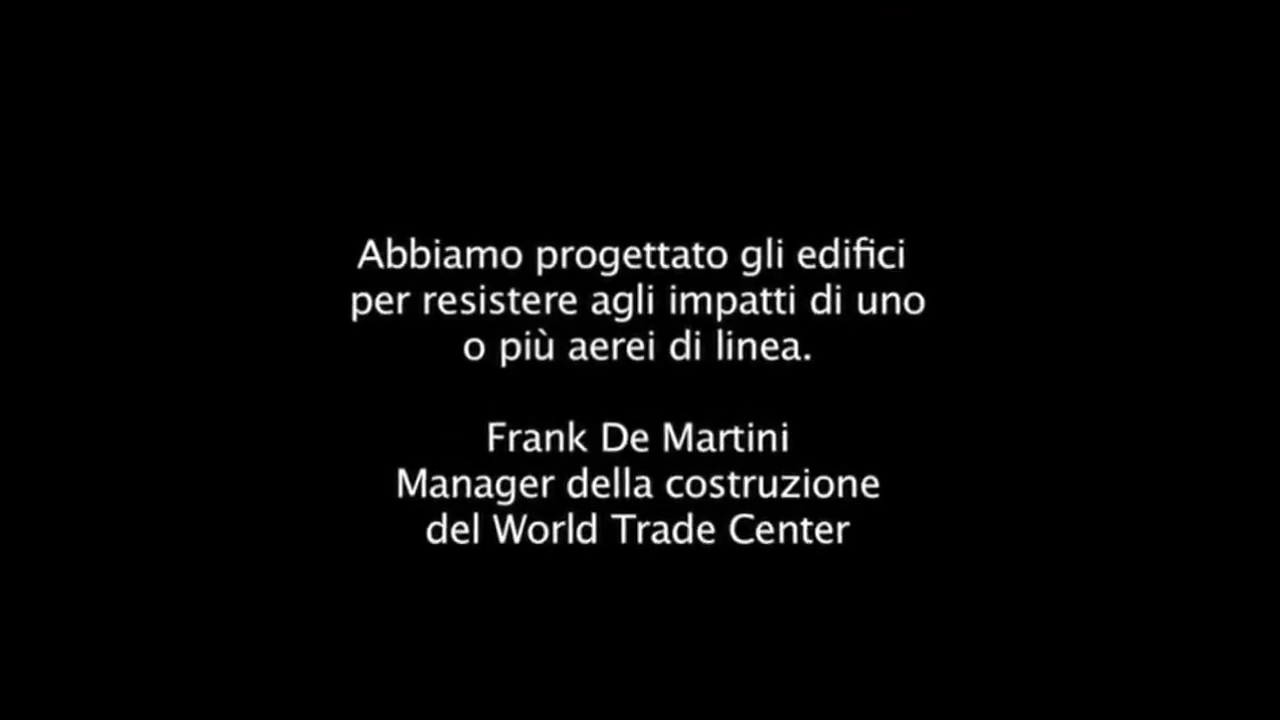 Abbiamo progettato gli edifici
per resistere agli impatti di uno
o più aerei di linea.
Frank De Martini
Manager della costruzione
del World Trade Center